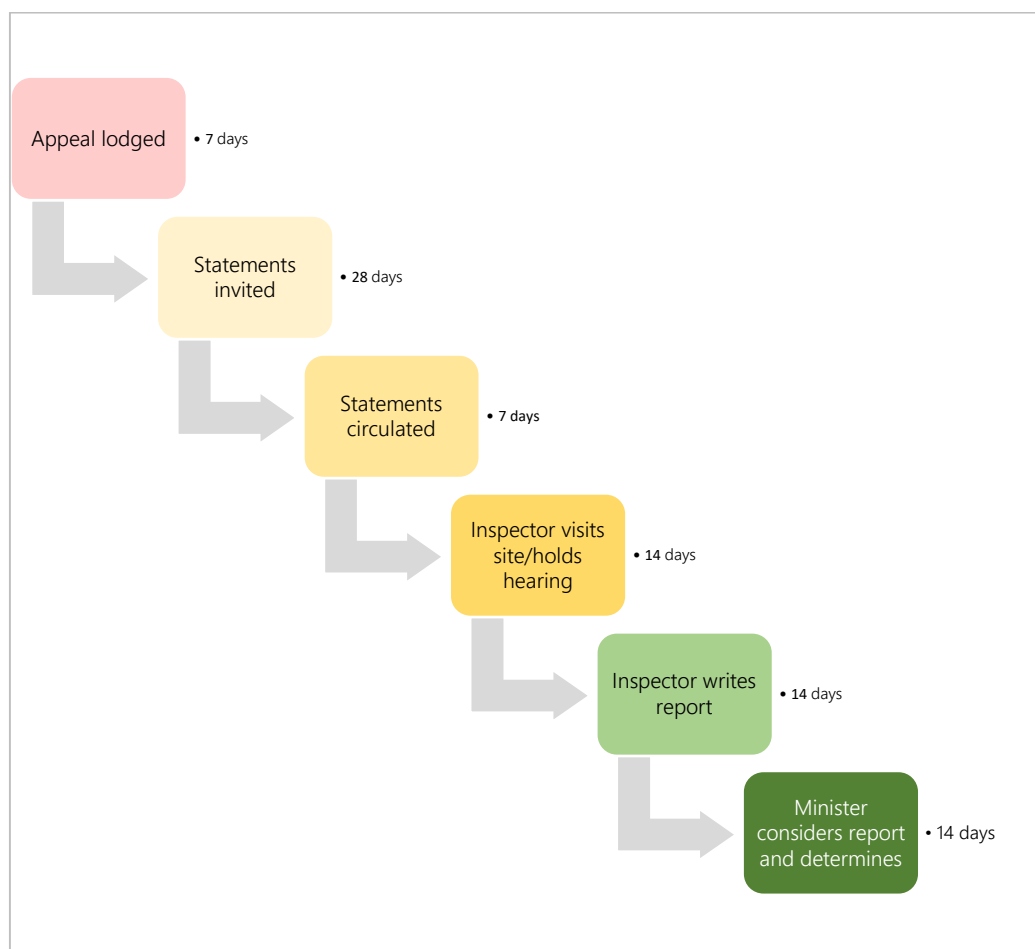 Appeal lodged
• 7 days
Statements
invited
• 28 days
Statements
circulated
• 7 days
Inspector visits
site/holds
hearing
• 14 days
Inspector writes
report
• 14 days
Minister
considers report
and determines
• 14 days